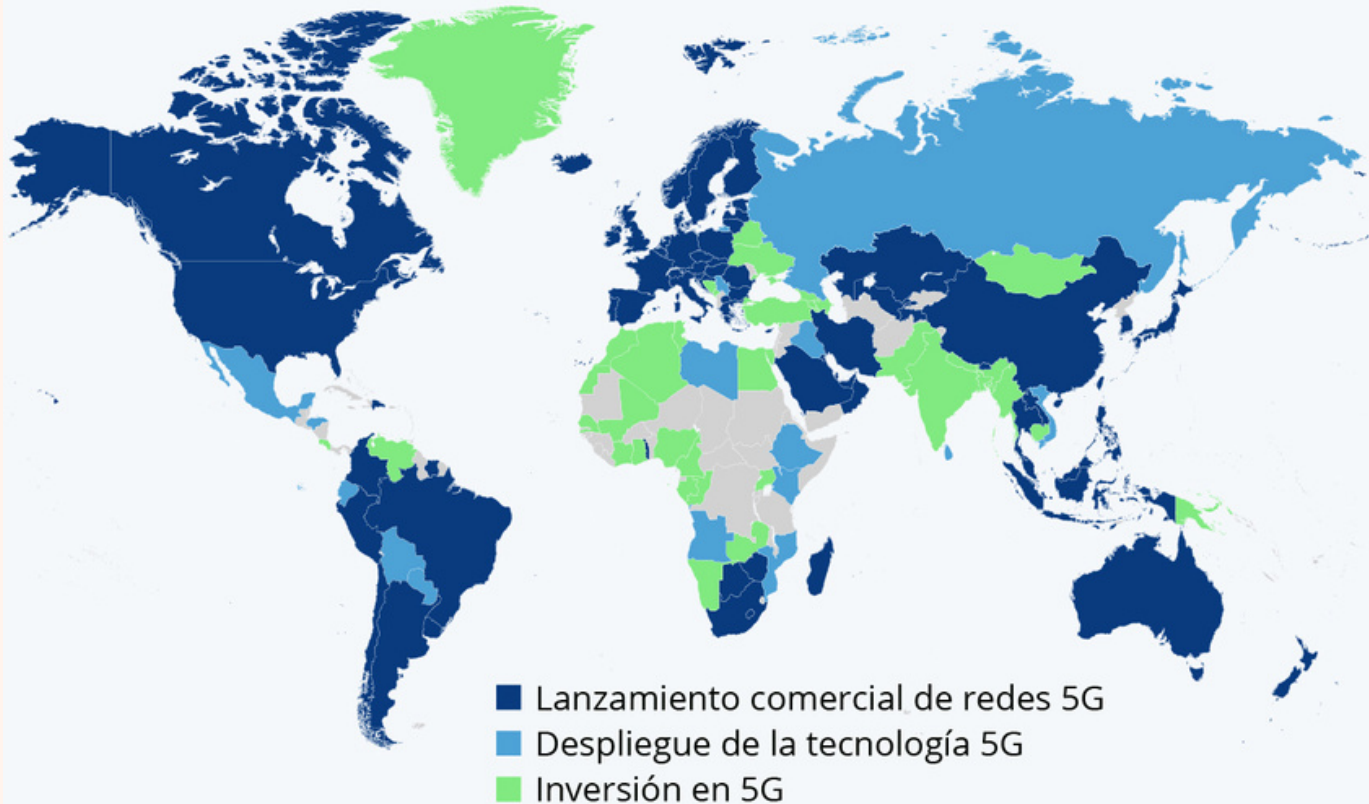 Lanzamiento comercial de redes 5G
Despliegue de la tecnología 5G
Inversión en 5G